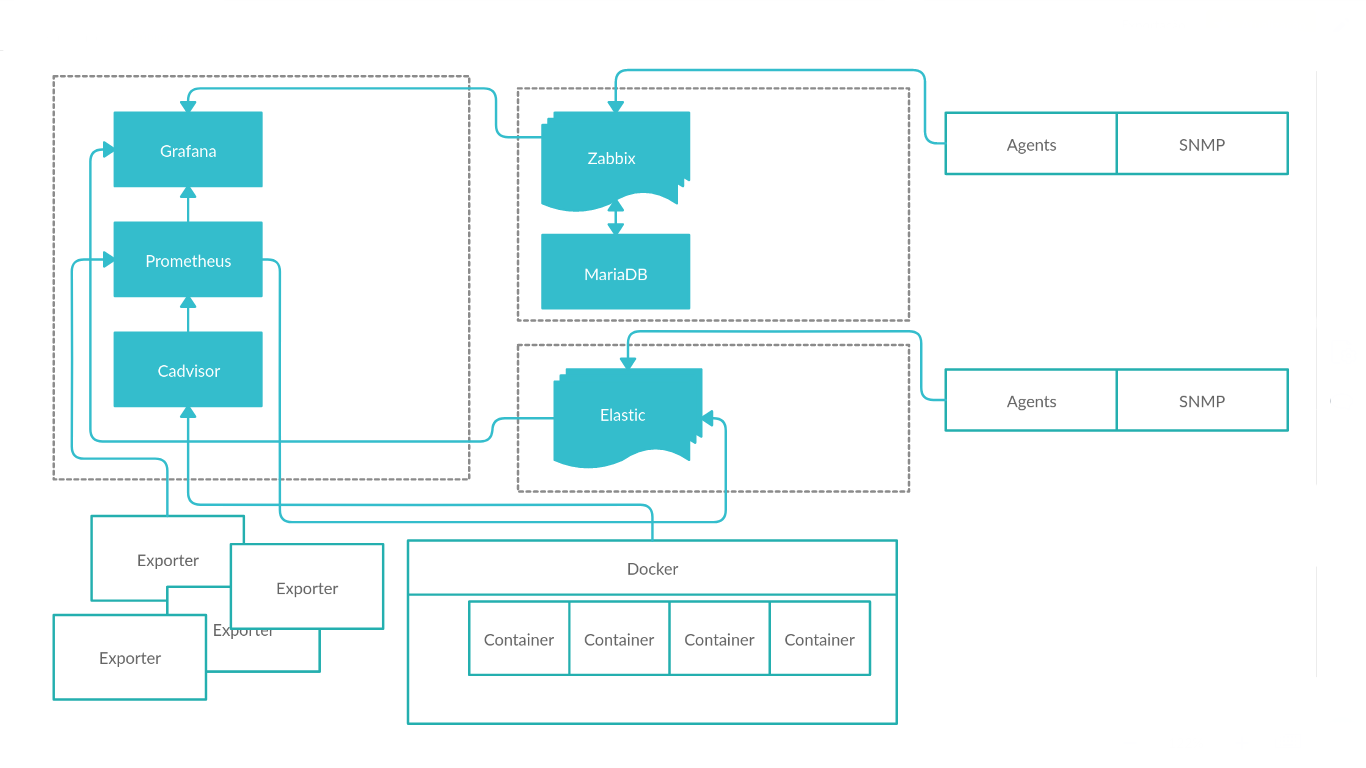 Grafana
Zabbix
Agents
SNMP
Prometheus
MariaDB
Cadvisor
Elastic
Agents
SNMP
Exporter
Exporter
Exporter
Exporter
Docker
Container
Container
Container
Container